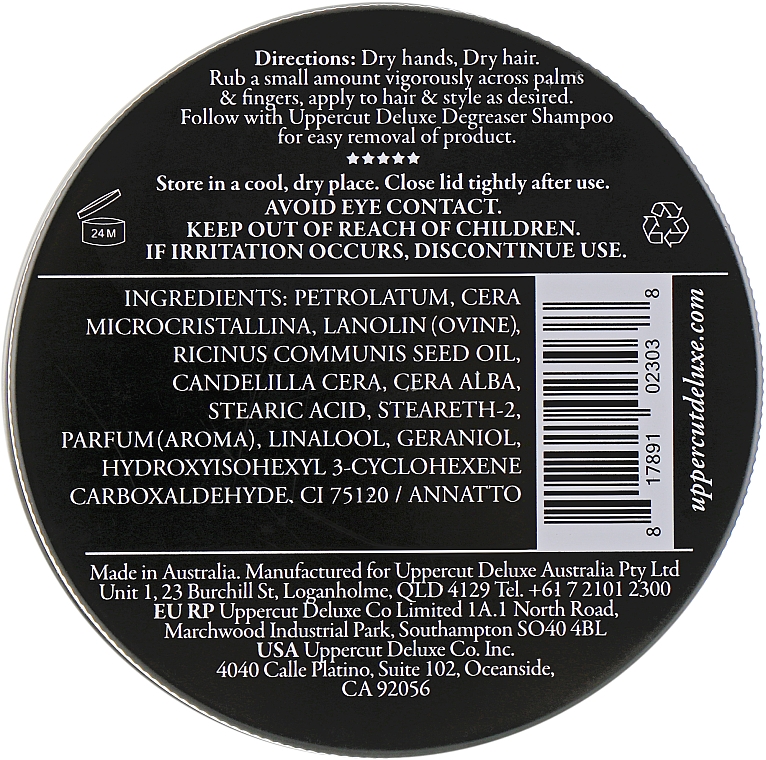 Directions: Dry hands, Dry hair.
Rub a small amount vigorously across palms
& fingers, apply to hair & style as desired.
Follow with Uppercut Deluxe Degreaser Shampoo
for easy removal of product.
Store in a cool, dry place. Close lid tightly after use.
AVOID EYE CONTACT.
KEEP OUT OF REACH OF CHILDREN.
IF IRRITATION OCCURS, DISCONTINUE USE.
24 M
INGREDIENTS: PETROLATUM, CERA
MICROCRISTALLINA, LANOLIN (OVINE),
RICINUS COMMUNIS SEED OIL,
CANDELILLA CERA, CERA ALBA,
STEARIC ACID, STEARETH-2,
PARFUM (AROMA), LINALOOL, GERANIOL,
HYDROXYISOHEXYL 3-CYCLOHEXENE
CARBOXALDEHYDE, CI 75120 / ANNATTO
8 17891 02303 8
uppercutdeluxe.com
Made in Australia. Manufactured for Uppercut Deluxe Australia Pty Ltd
Unit 1, 23 Burchill St, Loganholme, QLD 4129 Tel. +61 7 2101 2300
EU RP Uppercut Deluxe Co Limited 1A.1 North Road,
Marchwood Industrial Park, Southampton SO40 4BL
USA Uppercut Deluxe Co. Inc.
4040 Calle Platino, Suite 102, Oceanside,
CA 92056